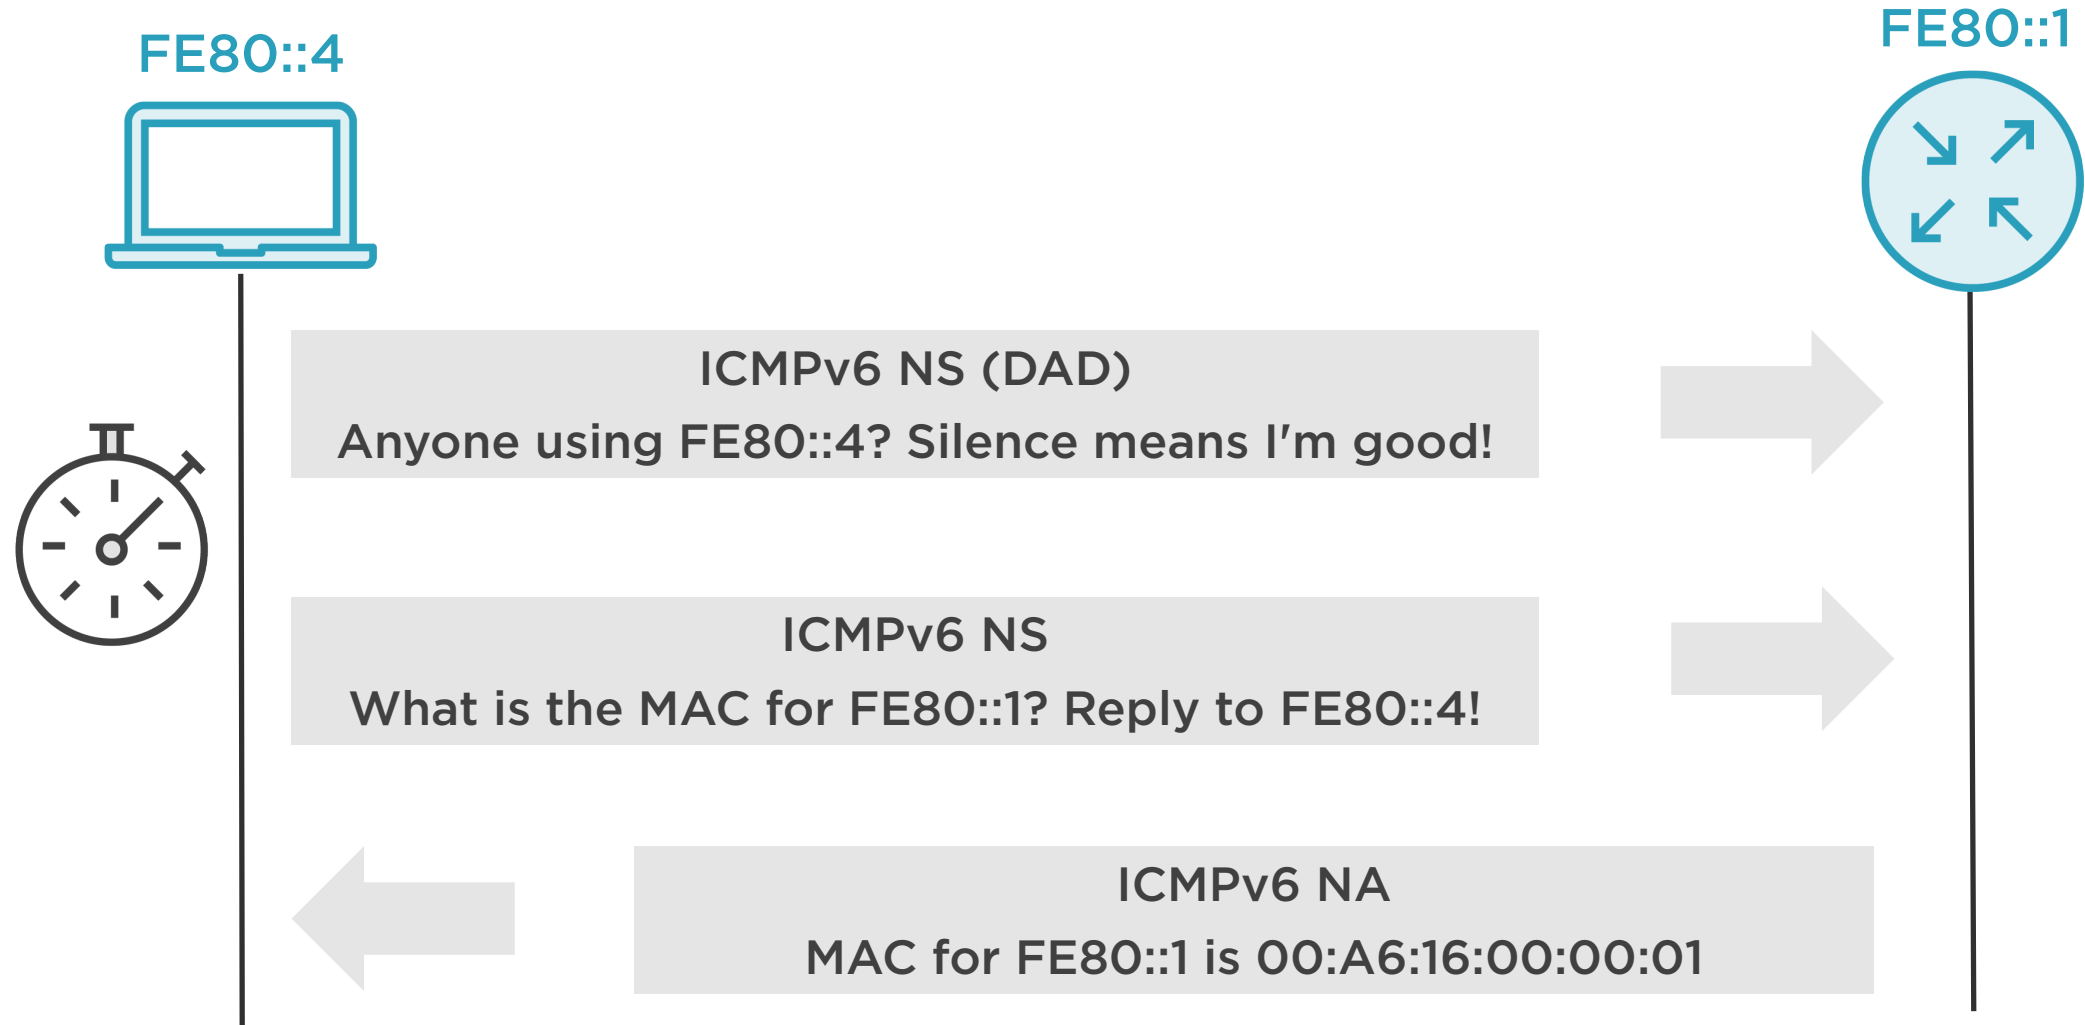 FE80::4
FE80::1
ICMPv6 NS (DAD)
Anyone using FE80::4? Silence means I'm good!
ICMPv6 NS
What is the MAC for FE80::1? Reply to FE80::4!
ICMPv6 NA
MAC for FE80::1 is 00:A6:16:00:00:01